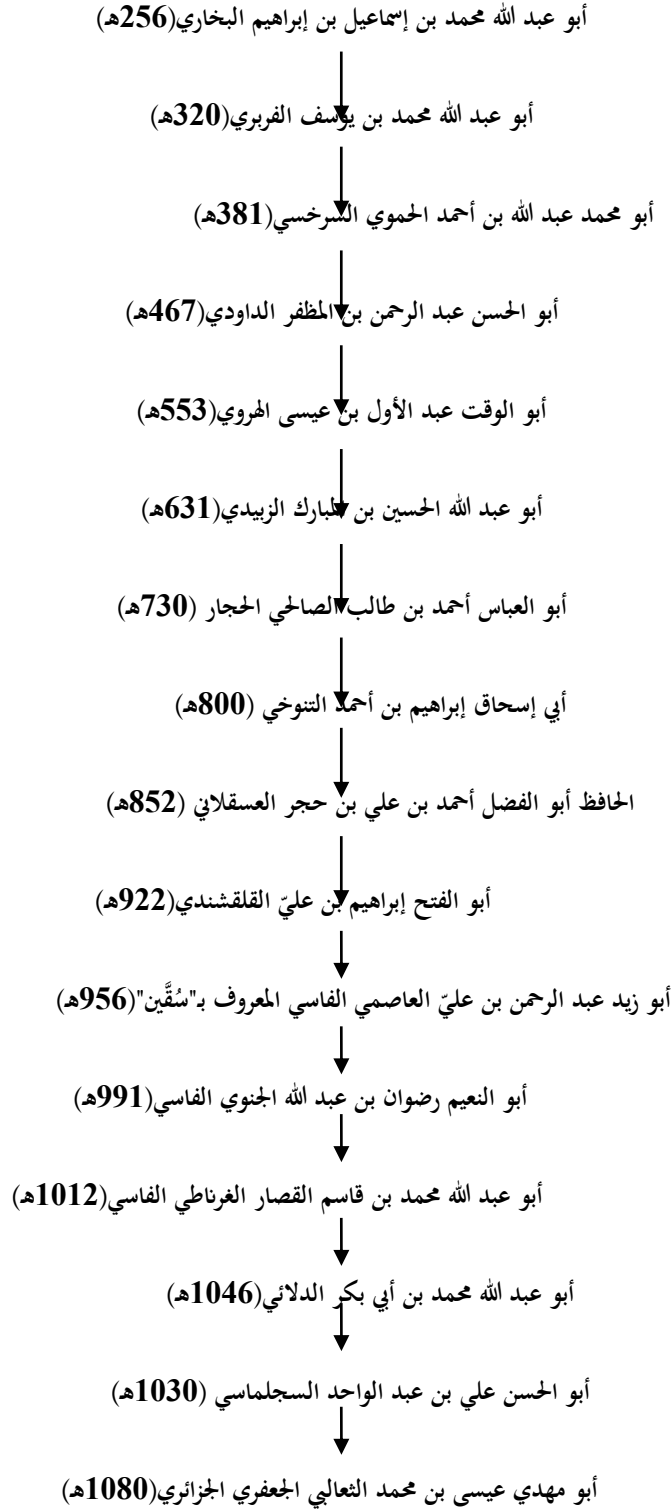 أبو عبد الله محمد بن إسماعيل بن إبراهيم البخاري(256هـ)
أبو عبد الله محمد بن يوسف الفربري(320هـ)
أبو محمد عبد الله بن أحمد الحموي السرخسي(381هـ)
أبو الحسن عبد الرحمن بن المظفر الداودي(467هـ)
أبو الوقت عبد الأول بن عيسى الهروي(553هـ)
أبو عبد الله الحسين بن المبارك الزبيدي(631هـ)
أبو العباس أحمد بن طالب الصالحي الحجار (730هـ)
أبي إسحاق إبراهيم بن أحمد التنوخي (800هـ)
الحافظ أبو الفضل أحمد بن علي بن حجر العسقلاني (852هـ)
أبو الفتح إبراهيم بن عليّ القلقشندي(922هـ)
أبو زيد عبد الرحمن بن عليّ العاصمي الفاسي المعروف بـ"سُقَّين"(956هـ)
أبو النعيم رضوان بن عبد الله الجنوي الفاسي(991هـ)
أبو عبد الله محمد بن قاسم القصار الغرناطي الفاسي(1012هـ)
أبو عبد الله محمد بن أبي بكر الدلائي(1046هـ)
أبو الحسن علي بن عبد الواحد السجلماسي (1030هـ)
أبو مهدي عيسى بن محمد الثعالبي الجعفري الجزائري(1080هـ)